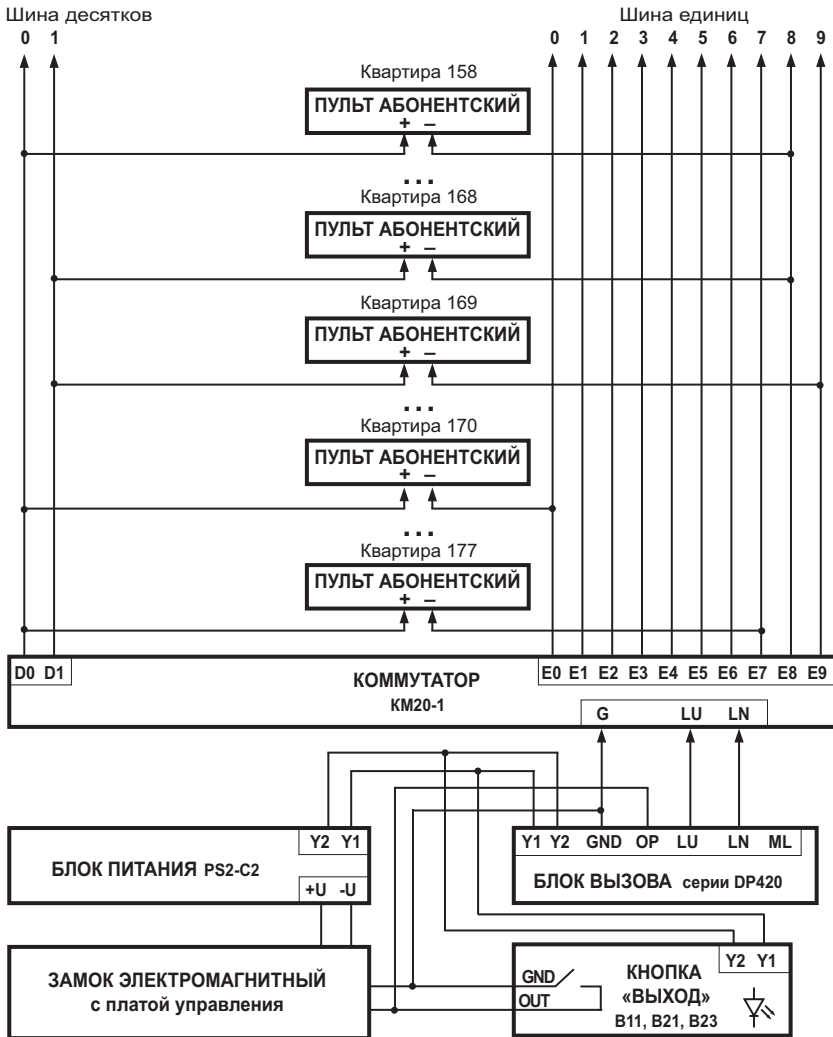 Шина десятков
Шина единиц
0 1
0 1 2 3 4 5 6 7 8 9
Квартира 158
ПУЛЬТ АБОНЕНТСКИЙ
+ –
...
Квартира 168
ПУЛЬТ АБОНЕНТСКИЙ
+ –
Квартира 169
ПУЛЬТ АБОНЕНТСКИЙ
+ –
...
Квартира 170
ПУЛЬТ АБОНЕНТСКИЙ
+ –
...
Квартира 177
ПУЛЬТ АБОНЕНТСКИЙ
+ –
D0 D1
E0 E1 E2 E3 E4 E5 E6 E7 E8 E9
КОММУТАТОР
КМ20-1
G LU LN
Y2 Y1
БЛОК ПИТАНИЯ PS2-C2
+U -U
Y1 Y2 GND OP LU LN ML
БЛОК ВЫЗОВА серии DP420
ЗАМОК ЭЛЕКТРОМАГНИТНЫЙ
с платой управления
Y2 Y1
GND
OUT
КНОПКА
«ВЫХОД»
B11, B21, B23